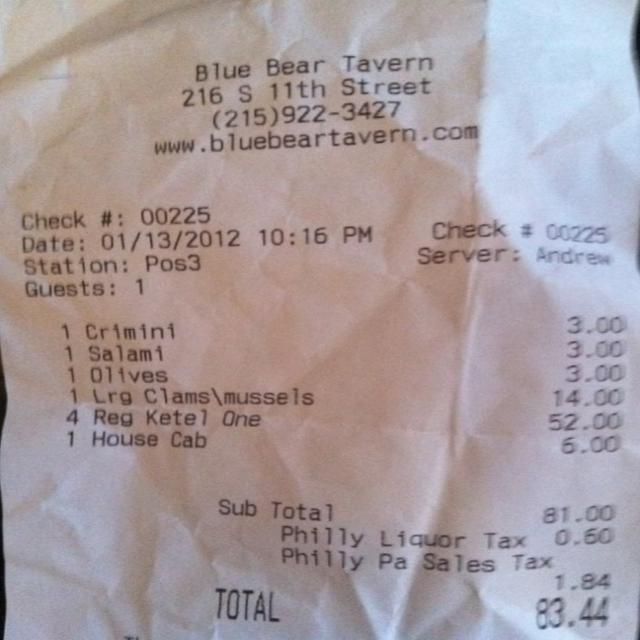 Blue Bear Tavern
216 S 11th Street
(215)922-3427
www.bluebeartavern.com
Check #: 00225
Date: 01/13/2012 10:16 PM Check # 00225
Station: Pos3 Server: Andrew
Guests: 1
1 Crimini 3.00
1 Salami 3.00
1 Olives 3.00
1 Lrg Clams\mussels 14.00
4 Reg Ketel One 52.00
1 House Cab 6.00
Sub Total 81.00
Philly Liquor Tax 0.60
Philly Pa Sales Tax
1.84
TOTAL 83.44